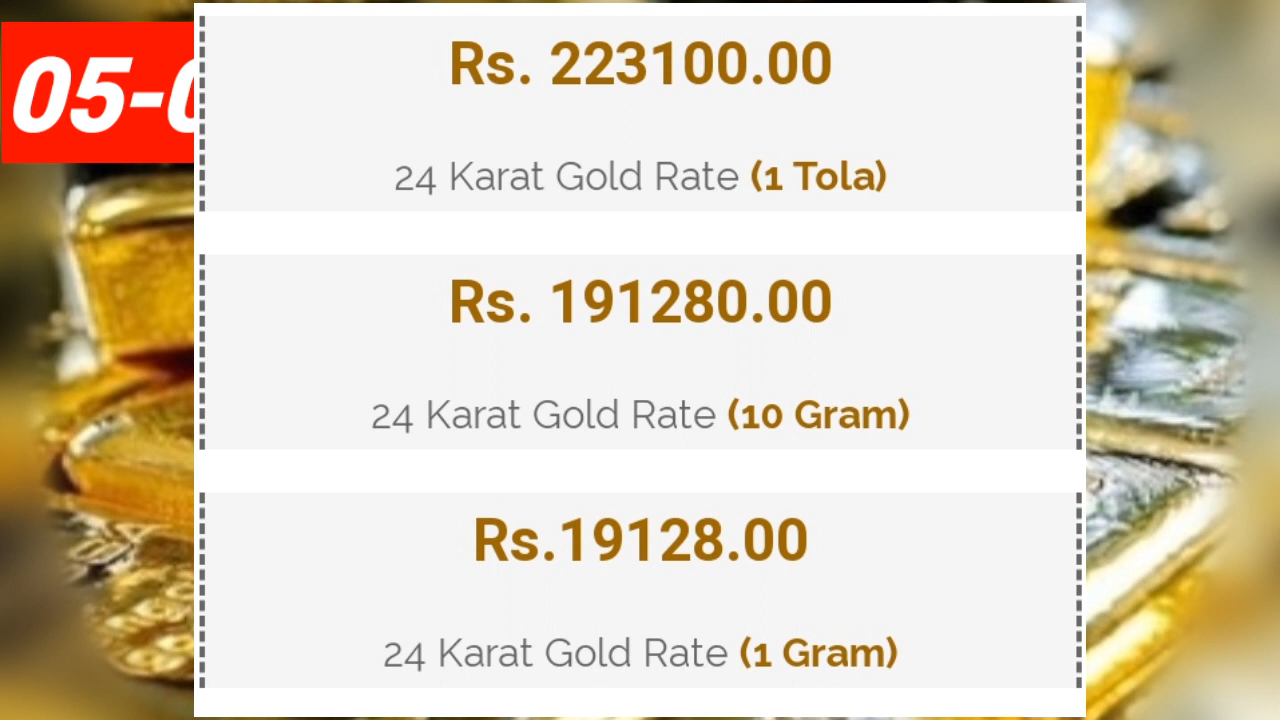 05-
Rs. 223100.00
24 Karat Gold Rate (1 Tola)
Rs. 191280.00
24 Karat Gold Rate (10 Gram)
Rs.19128.00
24 Karat Gold Rate (1 Gram)